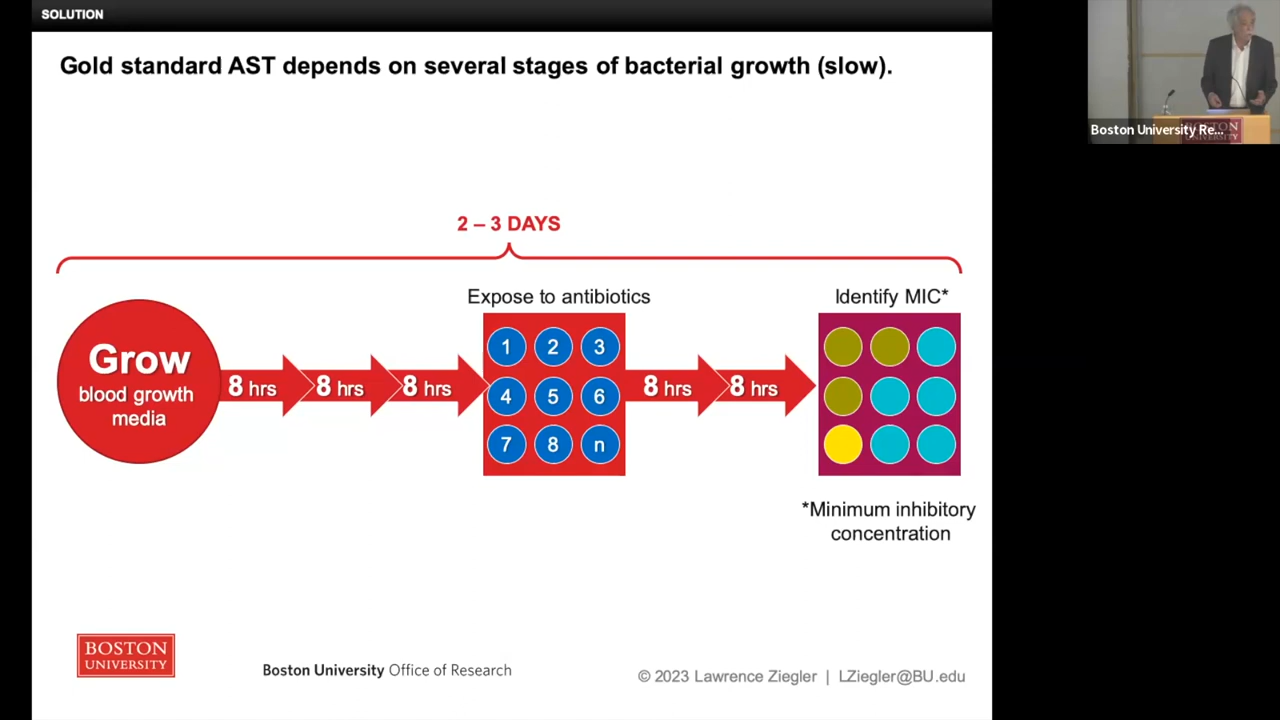 SOLUTION
Gold standard AST depends on several stages of bacterial growth (slow).
2 – 3 DAYS
Expose to antibiotics
Identify MIC*
Grow
blood growth
media
8 hrs
8 hrs
8 hrs
1 2 3
4 5 6
7 8 n
8 hrs
8 hrs
*Minimum inhibitory
concentration
BOSTON
UNIVERSITY
Boston University Office of Research
© 2023 Lawrence Ziegler | LZiegler@BU.edu
BOSTON
UNIVERSITY
Boston University Re...